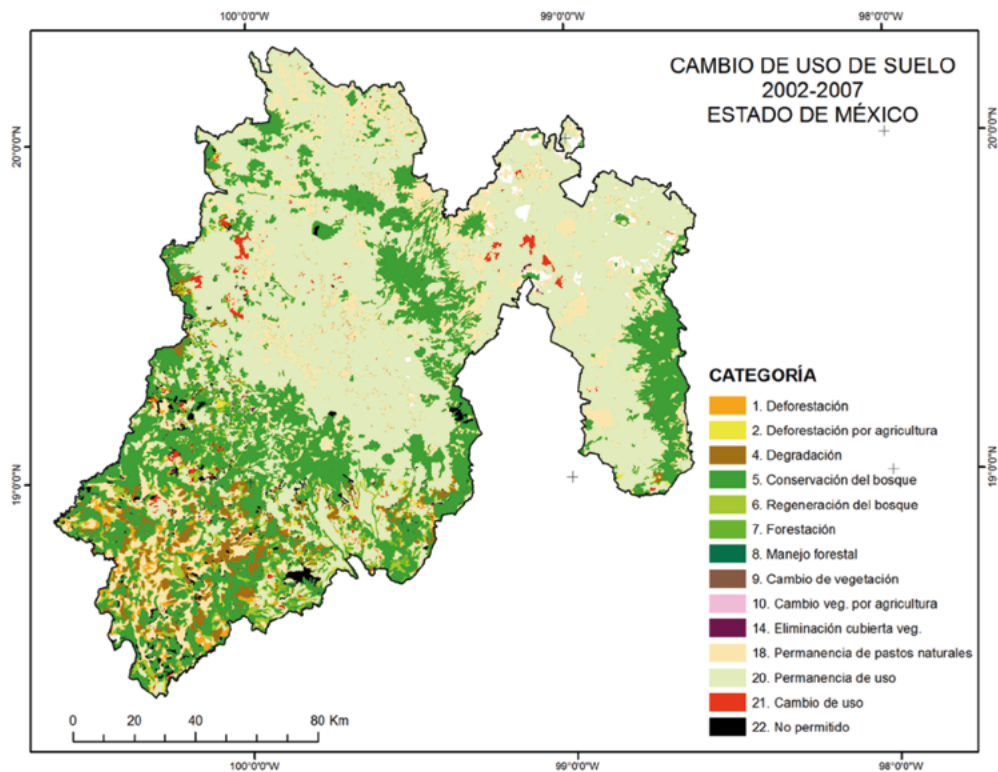 100°0'0"W
99°0'0"W
98°0'0"W
CAMBIO DE USO DE SUELO
2002-2007
ESTADO DE MÉXICO
20°0'0"N
20°0'0"N
19°0'0"N
19°0'0"N
CATEGORÍA
1. Deforestación
2. Deforestación por agricultura
4. Degradación
5. Conservación del bosque
6. Regeneración del bosque
7. Forestación
8. Manejo forestal
9. Cambio de vegetación
10. Cambio veg. por agricultura
14. Eliminación cubierta veg.
18. Permanencia de pastos naturales
20. Permanencia de uso
21. Cambio de uso
22. No permitido
0 20 40 80 Km
100°0'0"W
99°0'0"W
98°0'0"W